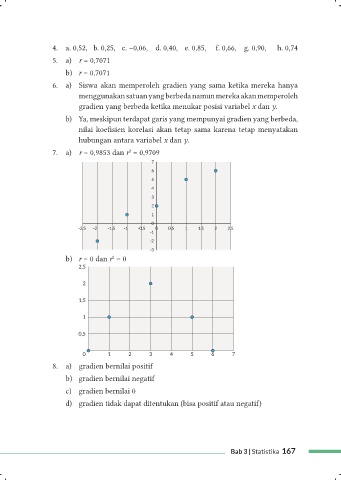 4. a. 0,52, b. 0,25, c. –0,06, d. 0,40, e. 0,85, f. 0,66, g. 0,90, h. 0,74
5. a) r = 0,7071
b) r = 0,7071
6. a) Siswa akan memperoleh gradien yang sama ketika mereka hanya
menggunakan satuan yang berbeda namun mereka akan memperoleh
gradien yang berbeda ketika menukar posisi variabel x dan y.
b) Ya, meskipun terdapat garis yang mempunyai gradien yang berbeda,
nilai koefisien korelasi akan tetap sama karena tetap menyatakan
hubungan antara variabel x dan y.
7. a) r = 0,9853 dan r² = 0,9709
7
6
5
4
3
2
1
0
-2.5 -2 -1.5 -1 -0.5 0 0.5 1 1.5 2 2.5
-1
-2
-3
b) r = 0 dan r² = 0
2.5
2
1.5
1
0.5
0 1 2 3 4 5 6 7
8. a) gradien bernilai positif
b) gradien bernilai negatif
c) gradien bernilai 0
d) gradien tidak dapat ditentukan (bisa positif atau negatif)
Bab 3 | Statistika 167